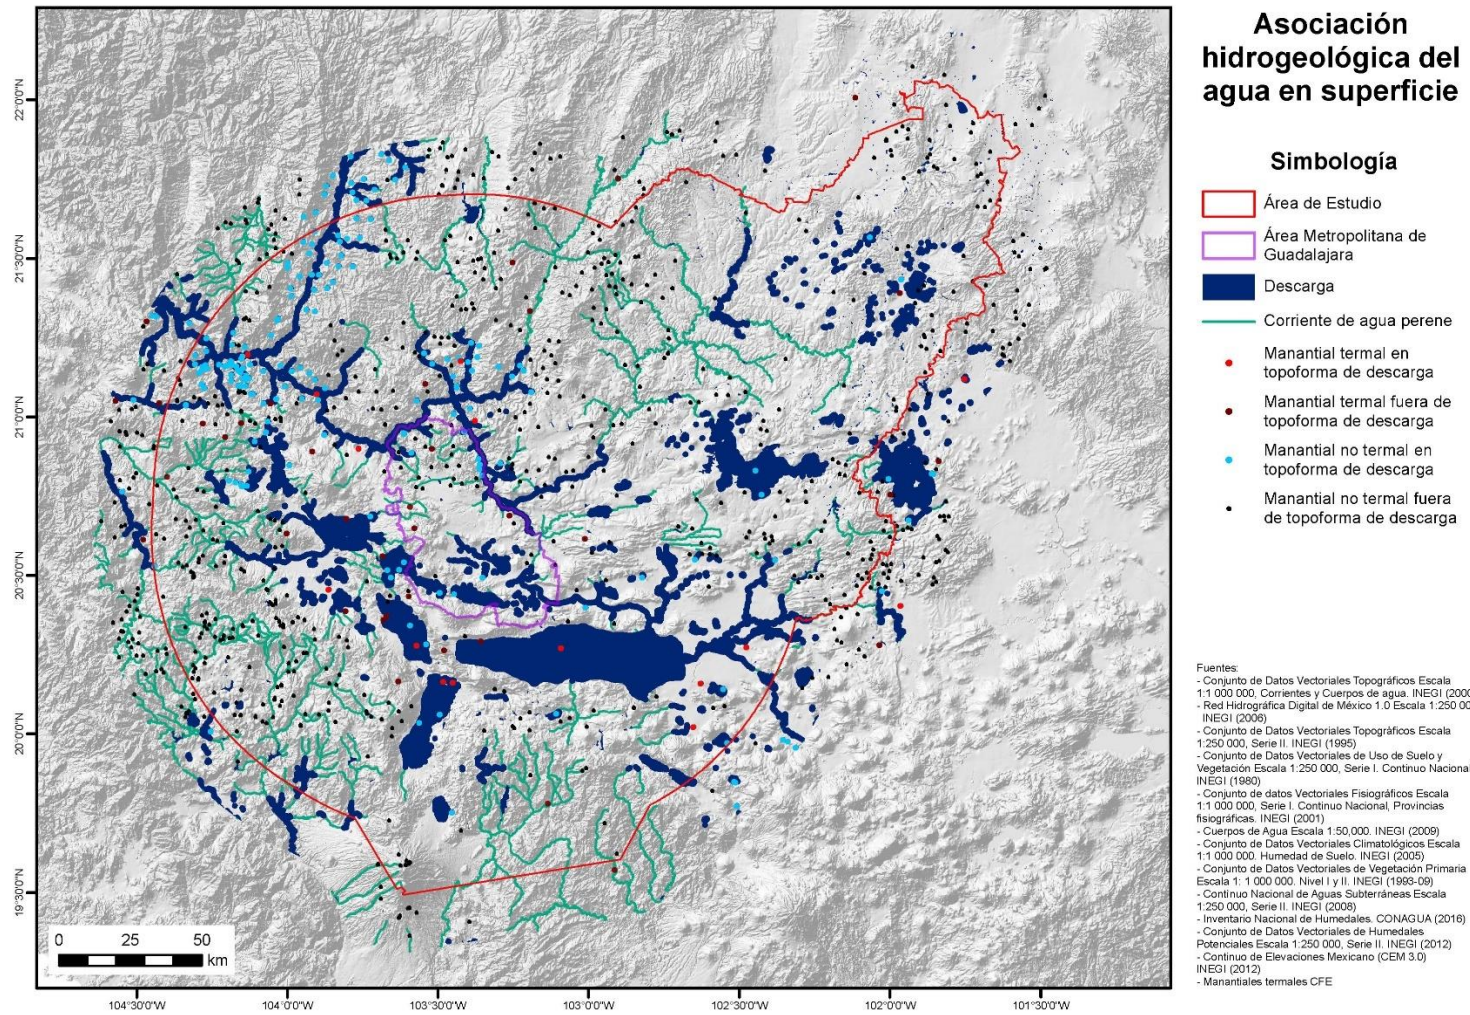 Asociación
hidrogeológica del
agua en superficie
Simbología
Área de Estudio
Área Metropolitana de
Guadalajara
Descarga
Corriente de agua perene
Manantial termal en
topoforma de descarga
Manantial termal fuera de
topoforma de descarga
Manantial no termal en
topoforma de descarga
Manantial no termal fuera
de topoforma de descarga
Fuentes:
- Conjunto de Datos Vectoriales Topográficos Escala
1:1 000 000, Corrientes y Cuerpos de agua. INEGI (2000
- Red Hidrográfica Digital de México 1.0 Escala 1:250 00
INEGI (2006)
- Conjunto de Datos Vectoriales Topográficos Escala
1:250 000, Serie II. INEGI (1995)
- Conjunto de Datos Vectoriales de Uso de Suelo y
Vegetación Escala 1:250 000, Serie I. Continuo Nacional
INEGI (1980)
- Conjunto de datos Vectoriales Fisiográficos Escala
1:1 000 000, Serie I. Continuo Nacional, Provincias
fisiográficas. INEGI (2001)
- Cuerpos de Agua Escala 1:50,000. INEGI (2009)
- Conjunto de Datos Vectoriales Climatológicos Escala
1:1 000 000. Humedad de Suelo. INEGI (2005)
- Conjunto de Datos Vectoriales de Vegetación Primaria
Escala 1: 1 000 000. Nivel I y II. INEGI (1993-09)
- Continuo Nacional de Aguas Subterráneas Escala
1:250 000, Serie II. INEGI (2008)
- Inventario Nacional de Humedales. CONAGUA (2016)
- Conjunto de Datos Vectoriales de Humedales
Potenciales Escala 1:250 000, Serie II. INEGI (2012)
- Continuo de Elevaciones Mexicano (CEM 3.0)
INEGI (2012)
- Manantiales termales CFE
22°0'0"N
21°30'0"N
21°0'0"N
20°30'0"N
20°0'0"N
19°30'0"N
0 25 50
km
104°30'0"W 104°0'0"W 103°30'0"W 103°0'0"W 102°30'0"W 102°0'0"W 101°30'0"W